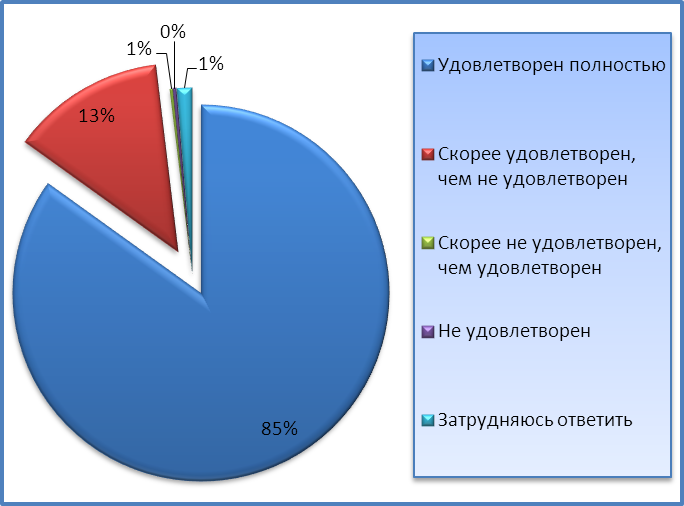 0%
1%
1%
13%
85%
Удовлетворен полностью
Скорее удовлетворен,
чем не удовлетворен
Скорее не удовлетворен,
чем удовлетворен
Не удовлетворен
Затрудняюсь ответить